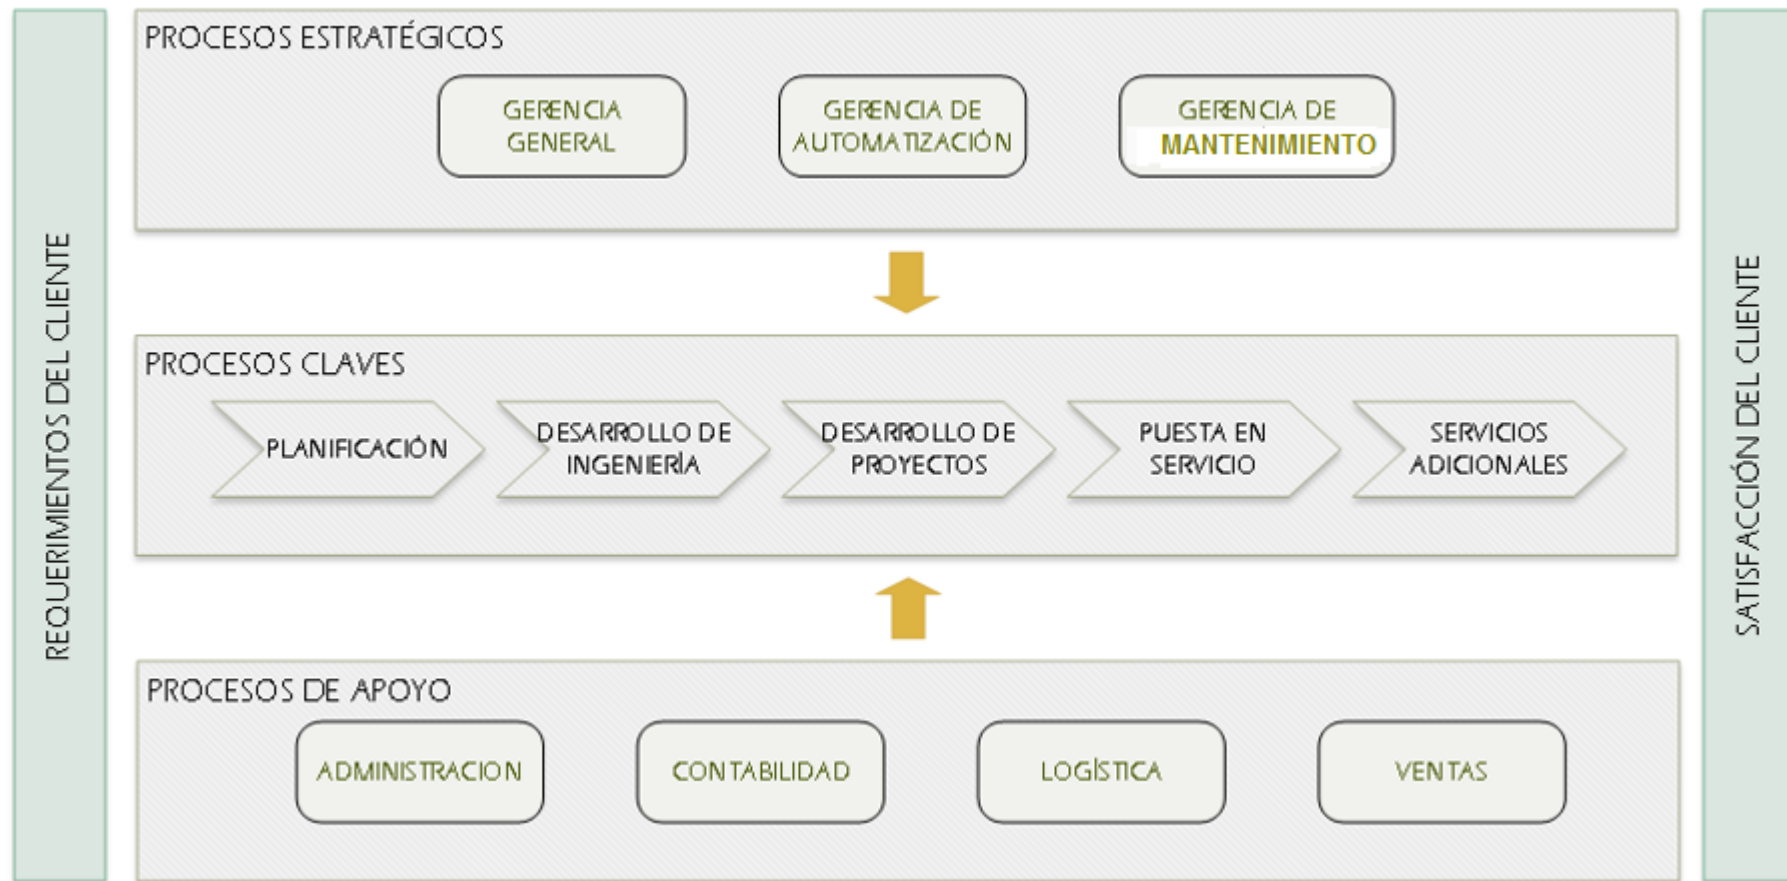 REQUERIMIENTOS DEL CLIENTE
PROCESOS ESTRATÉGICOS
GERENCIA
GENERAL
GERENCIA DE
AUTOMATIZACIÓN
GERENCIA DE
MANTENIMIENTO
PROCESOS CLAVES
PLANIFICACIÓN
DESARROLLO DE
INGENIERÍA
DESARROLLO DE
PROYECTOS
PUESTA EN
SERVICIO
SERVICIOS
ADICIONALES
PROCESOS DE APOYO
ADMINISTRACION
CONTABILIDAD
LOGÍSTICA
VENTAS
SATISFACCIÓN DEL CLIENTE